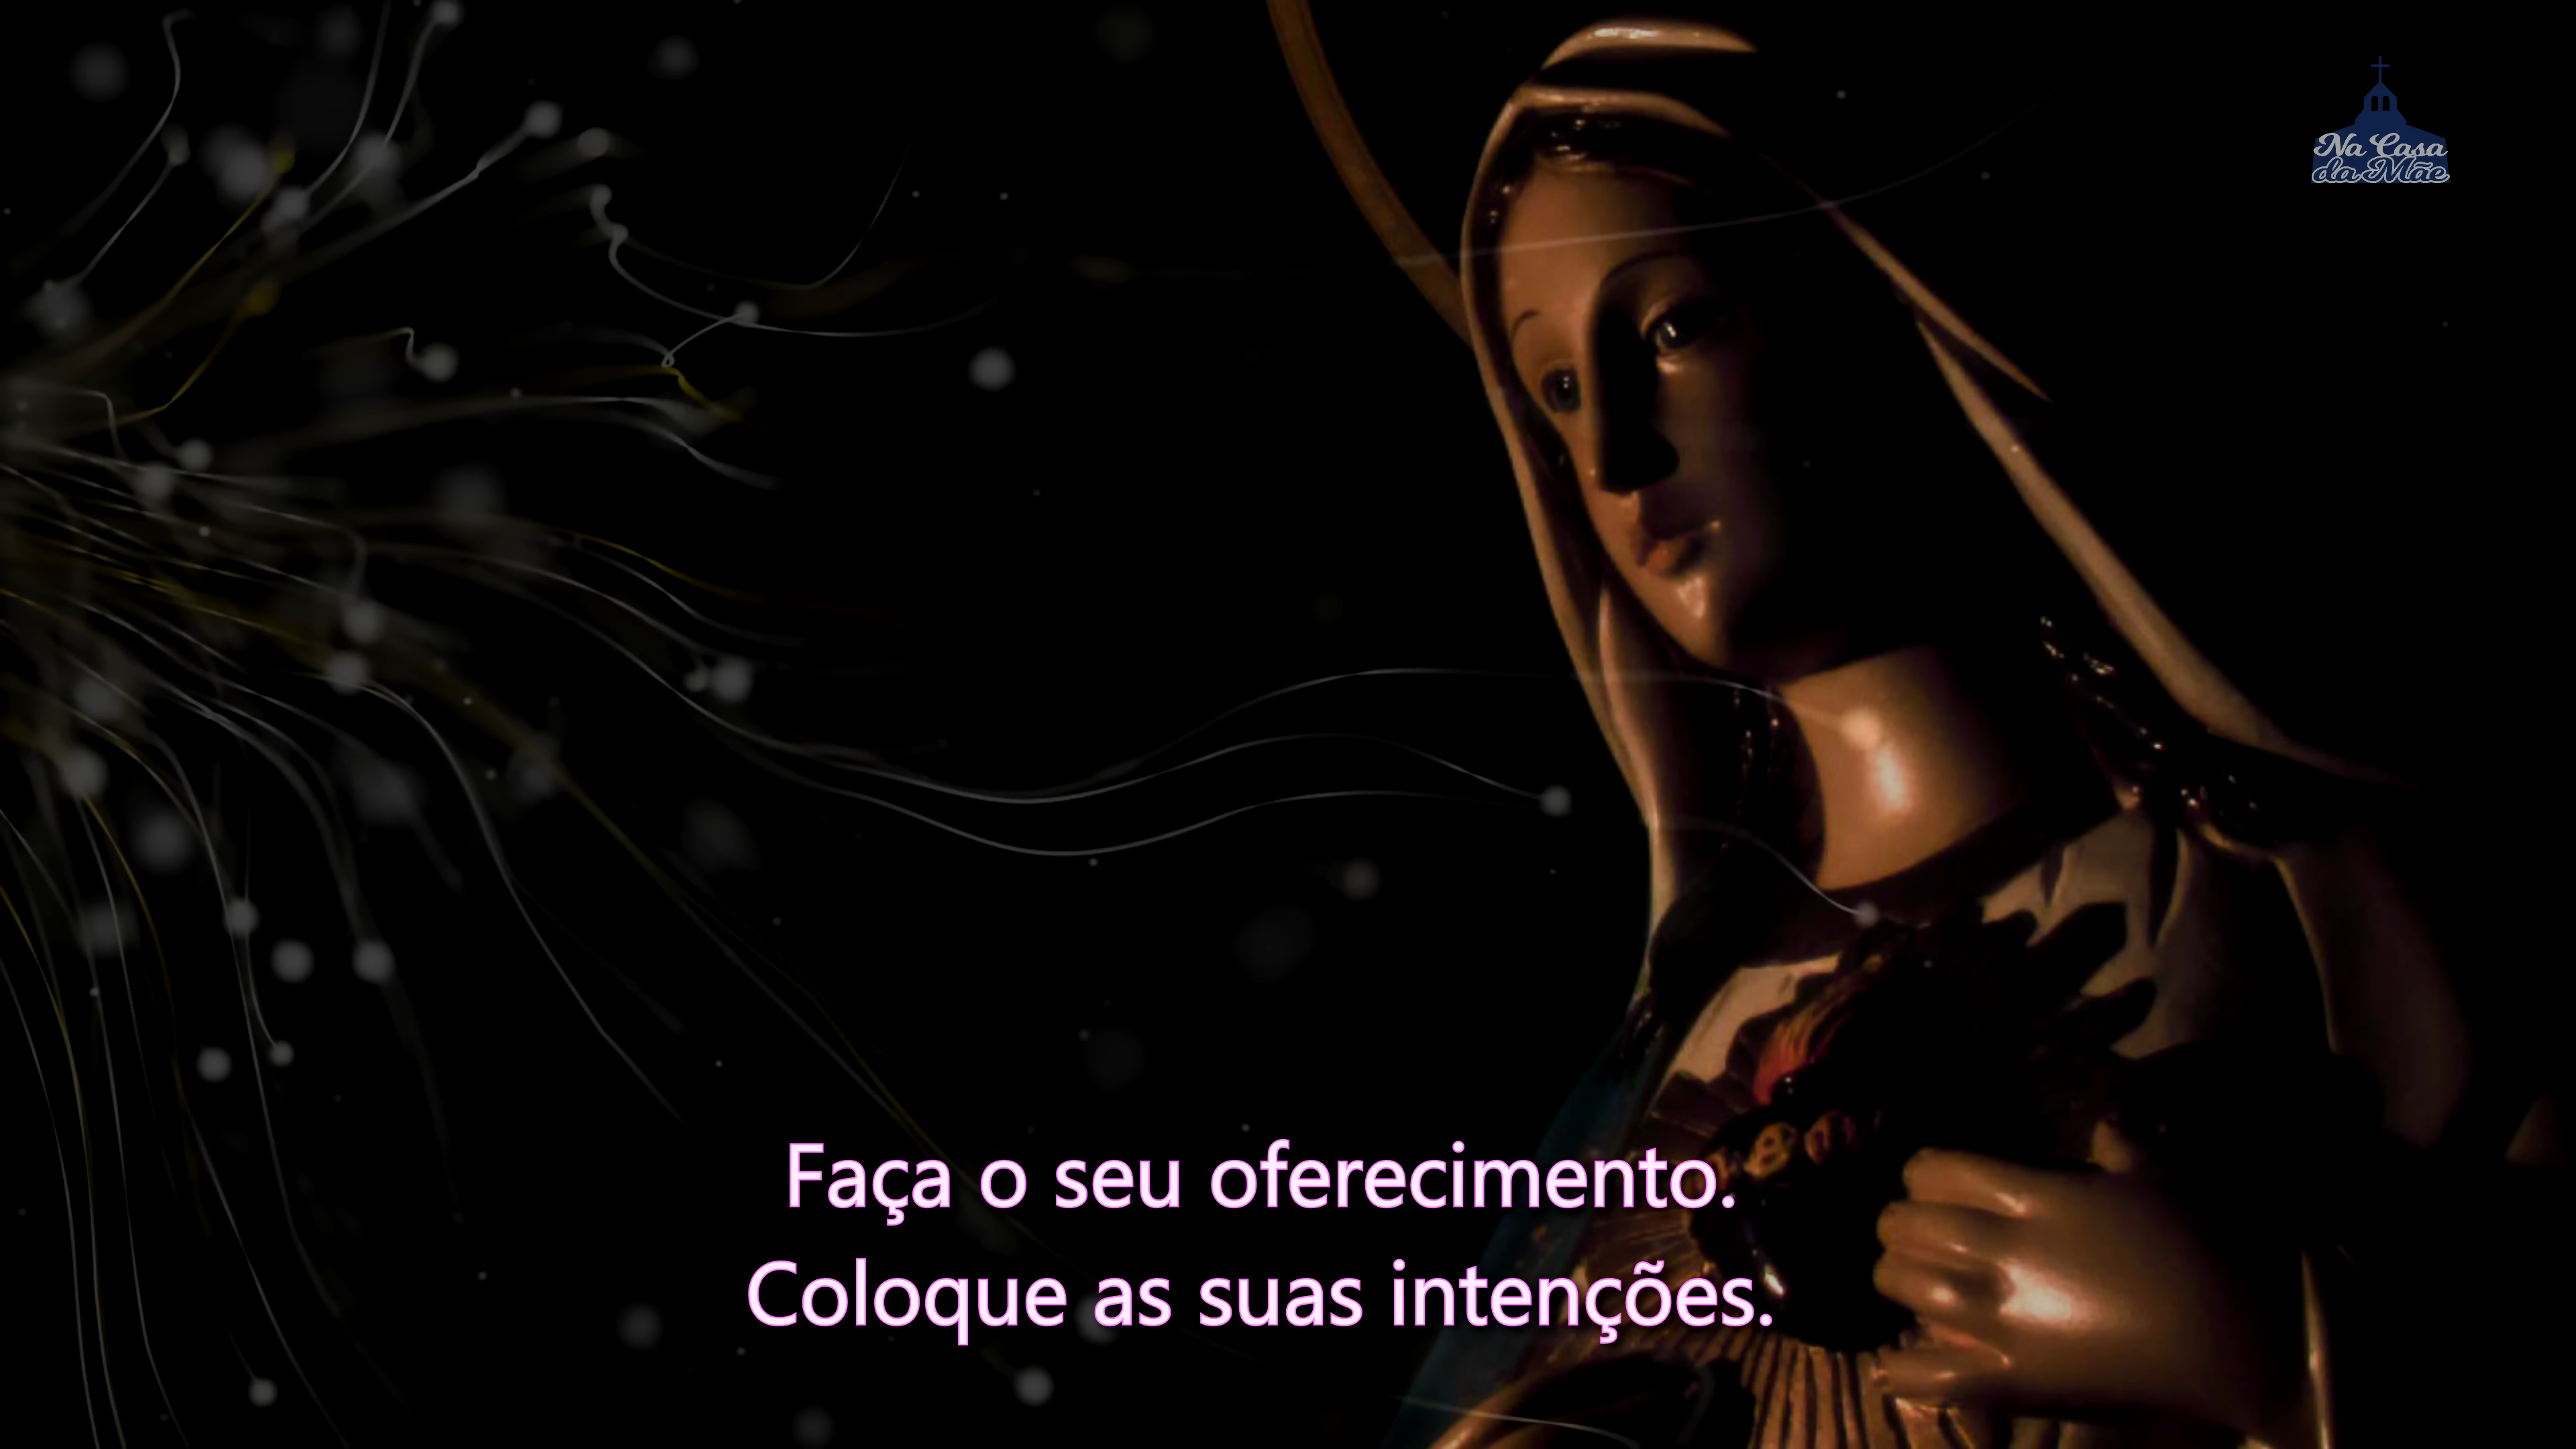 Na Casa
da Mãe
Faça o seu oferecimento.
Coloque as suas intenções.